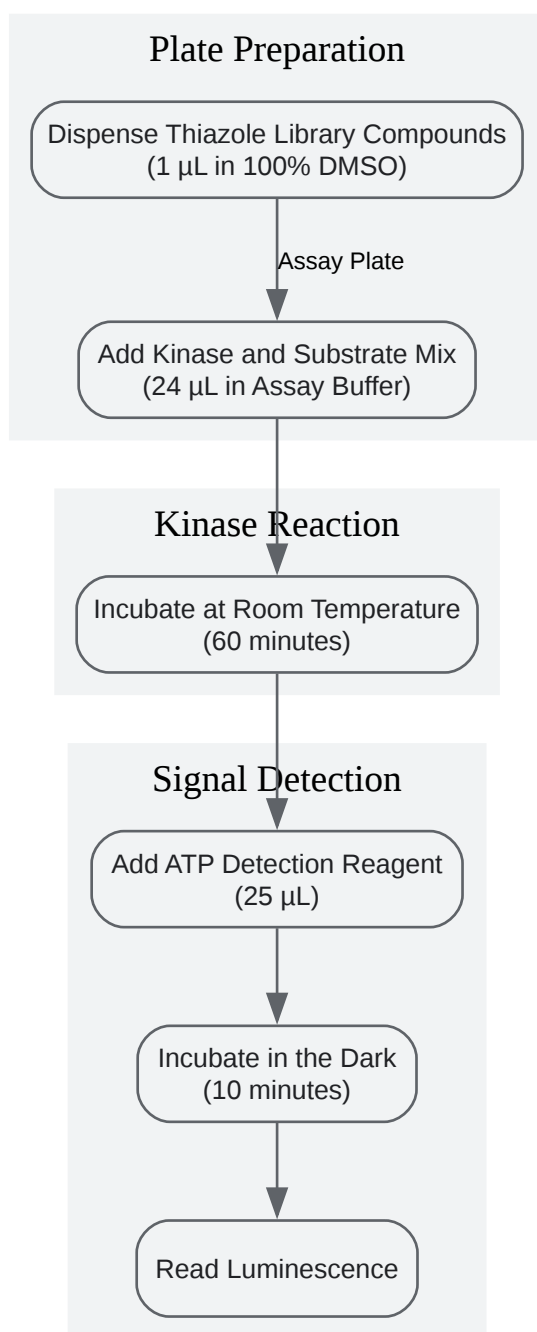 Plate Preparation
Dispense Thiazole Library Compounds
(1 µL in 100% DMSO)
Assay Plate
Add Kinase and Substrate Mix
(24 µL in Assay Buffer)
Kinase Reaction
Incubate at Room Temperature
(60 minutes)
Signal Detection
Add ATP Detection Reagent
(25 µL)
Incubate in the Dark
(10 minutes)
Read Luminescence